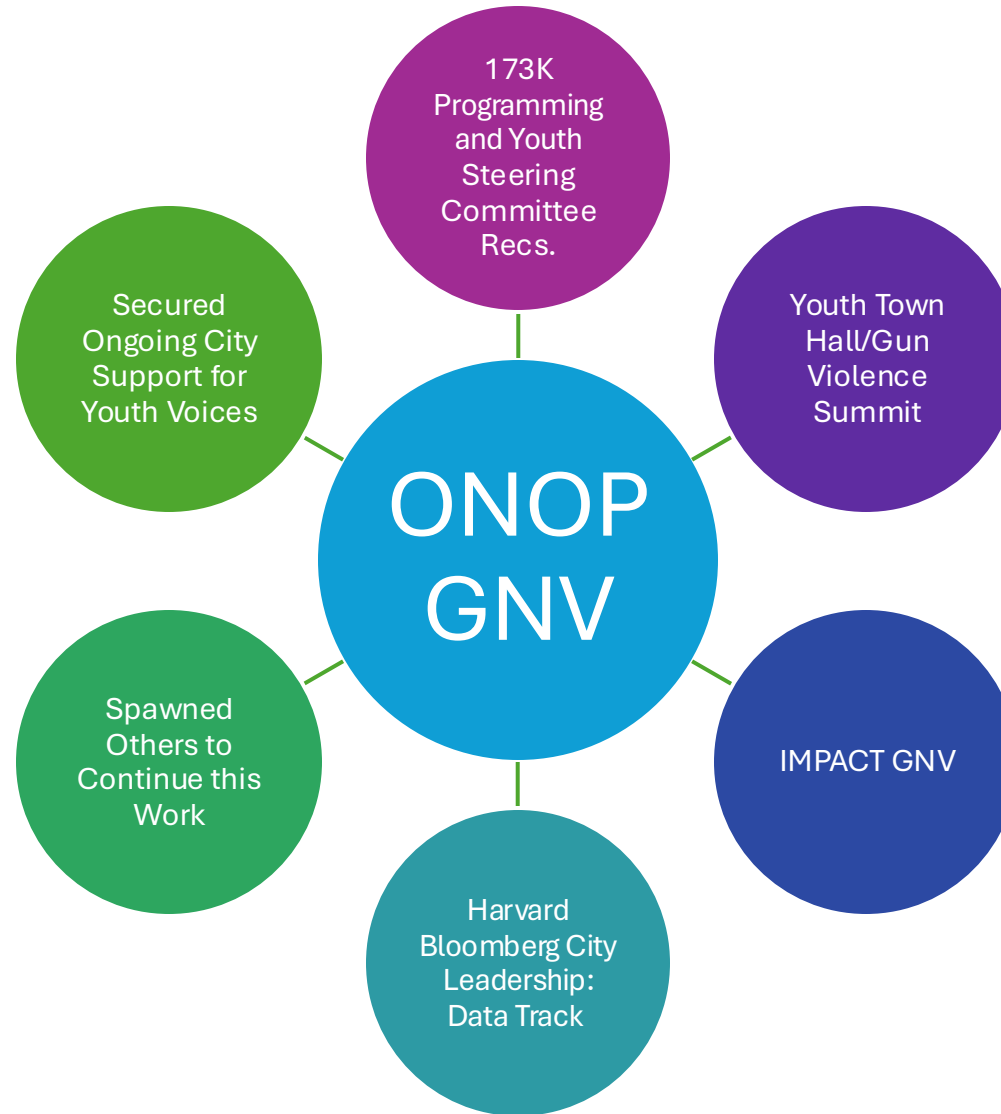 173K
Programming
and Youth
Steering
Committee
Recs.
Youth Town
Hall/Gun
Violence
Summit
IMPACT GNV
Harvard
Bloomberg City
Leadership:
Data Track
Spawned
Others to
Continue this
Work
Secured
Ongoing City
Support for
Youth Voices
ONOP
GNV